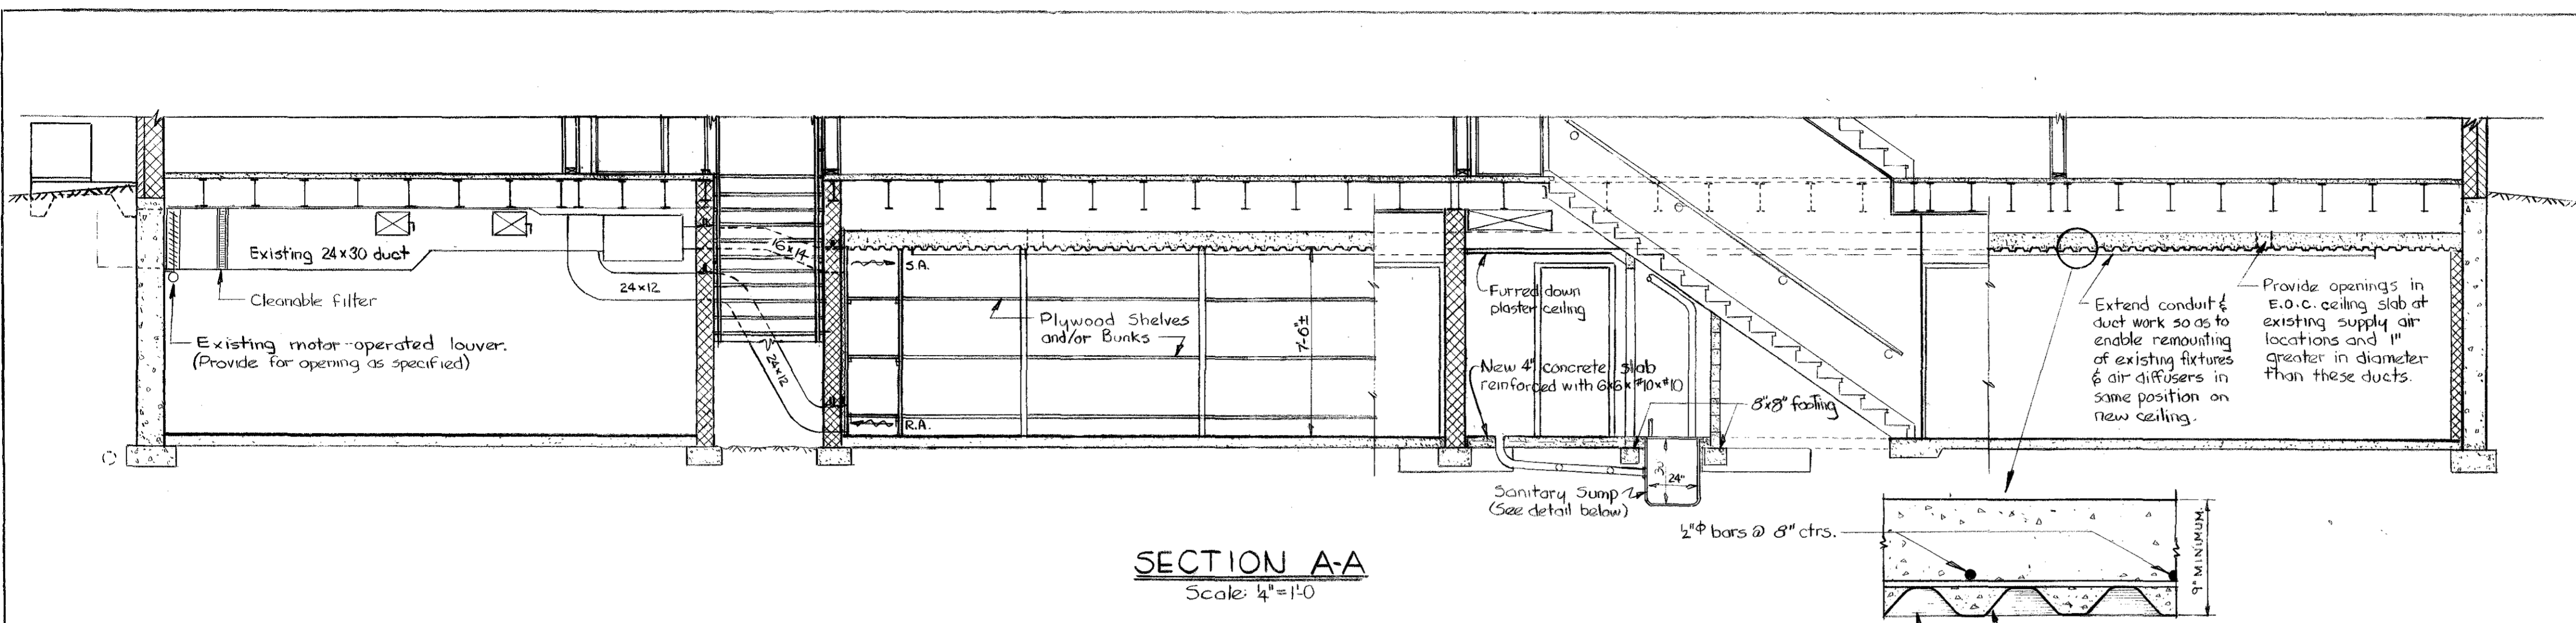 Existing 24x30 duct
Cleanable filter
Existing motor-operated louver.
(Provide for opening as specified)
24x12
16x14
24x12
S.A.
R.A.
Plywood Shelves
and/or Bunks
7'-6"±
Furred down
plaster ceiling
New 4" concrete slab
reinforced with 6x6x#10x#10
8"x8" footing
30
24"
Sanitary Sump
(See detail below)
Extend conduit &
duct work so as to
enable remounting
of existing fixtures
& air diffusers in
same position on
new ceiling.
Provide openings in
E.O.C. ceiling slab at
existing supply air
locations and 1"
greater in diameter
than these ducts.
½"Φ bars @ 8" ctrs.
9" MINIMUM
SECTION A-A
Scale: ¼"=1'-0